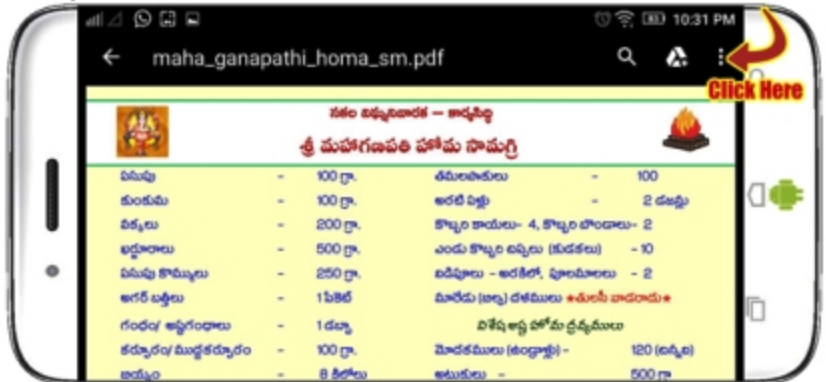 10:31 PM
maha_ganapathi_homa_sm.pdf
Click Here
సకల విఘ్ననివారక – కార్యసిద్ధి
శ్రీ మహాగణపతి హోమ సామగ్రి
పసుపు - 100 గ్రా.
కుంకుమ - 100 గ్రా.
వక్కలు - 200 గ్రా.
ఖర్జూరాలు - 500 గ్రా.
పసుపు కొమ్ములు - 250 గ్రా.
అగర్ బత్తీలు - 1 పేకెట్
గంధం/ అష్టగంధాలు - 1 డబ్బా
కర్పూరం/ముద్దకర్పూరం - 100 గ్రా.
బియ్యం - 8 కిలోలు
తమలపాకులు - 100
అరటి పళ్లు - 2 డజన్లు
కొబ్బరి కాయలు- 4, కొబ్బరి బొండాలు- 2
ఎండు కొబ్బరి చిప్పలు (కుడకలు) - 10
విడిపూలు - అరకిలో, పూలమాలలు - 2
మారేడు (బిల్వ) దళములు ★తులసీ వాడరాదు★
విశేష అష్ట హోమ ద్రవ్యములు
మోదకములు (ఉండ్రాళ్లు) - 120 (చిన్నవి)
అటుకులు - 500 గ్రా